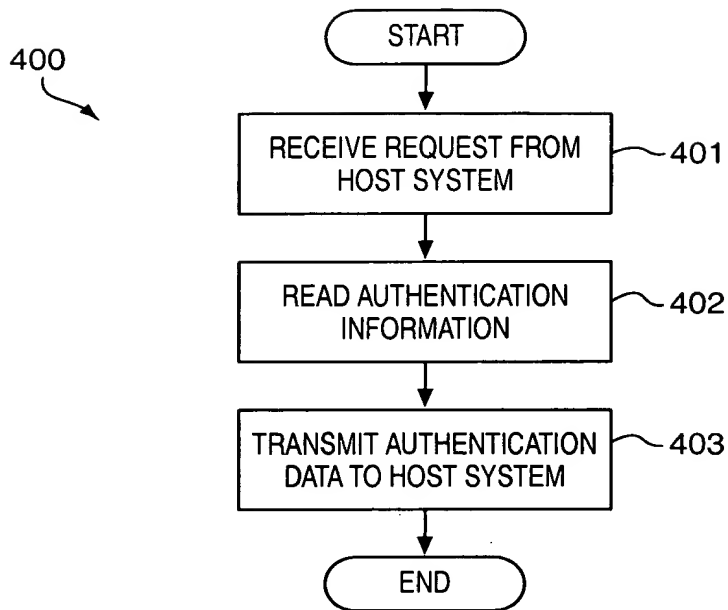 START
400
RECEIVE REQUEST FROM
HOST SYSTEM
401
READ AUTHENTICATION
INFORMATION
402
TRANSMIT AUTHENTICATION
DATA TO HOST SYSTEM
403
END